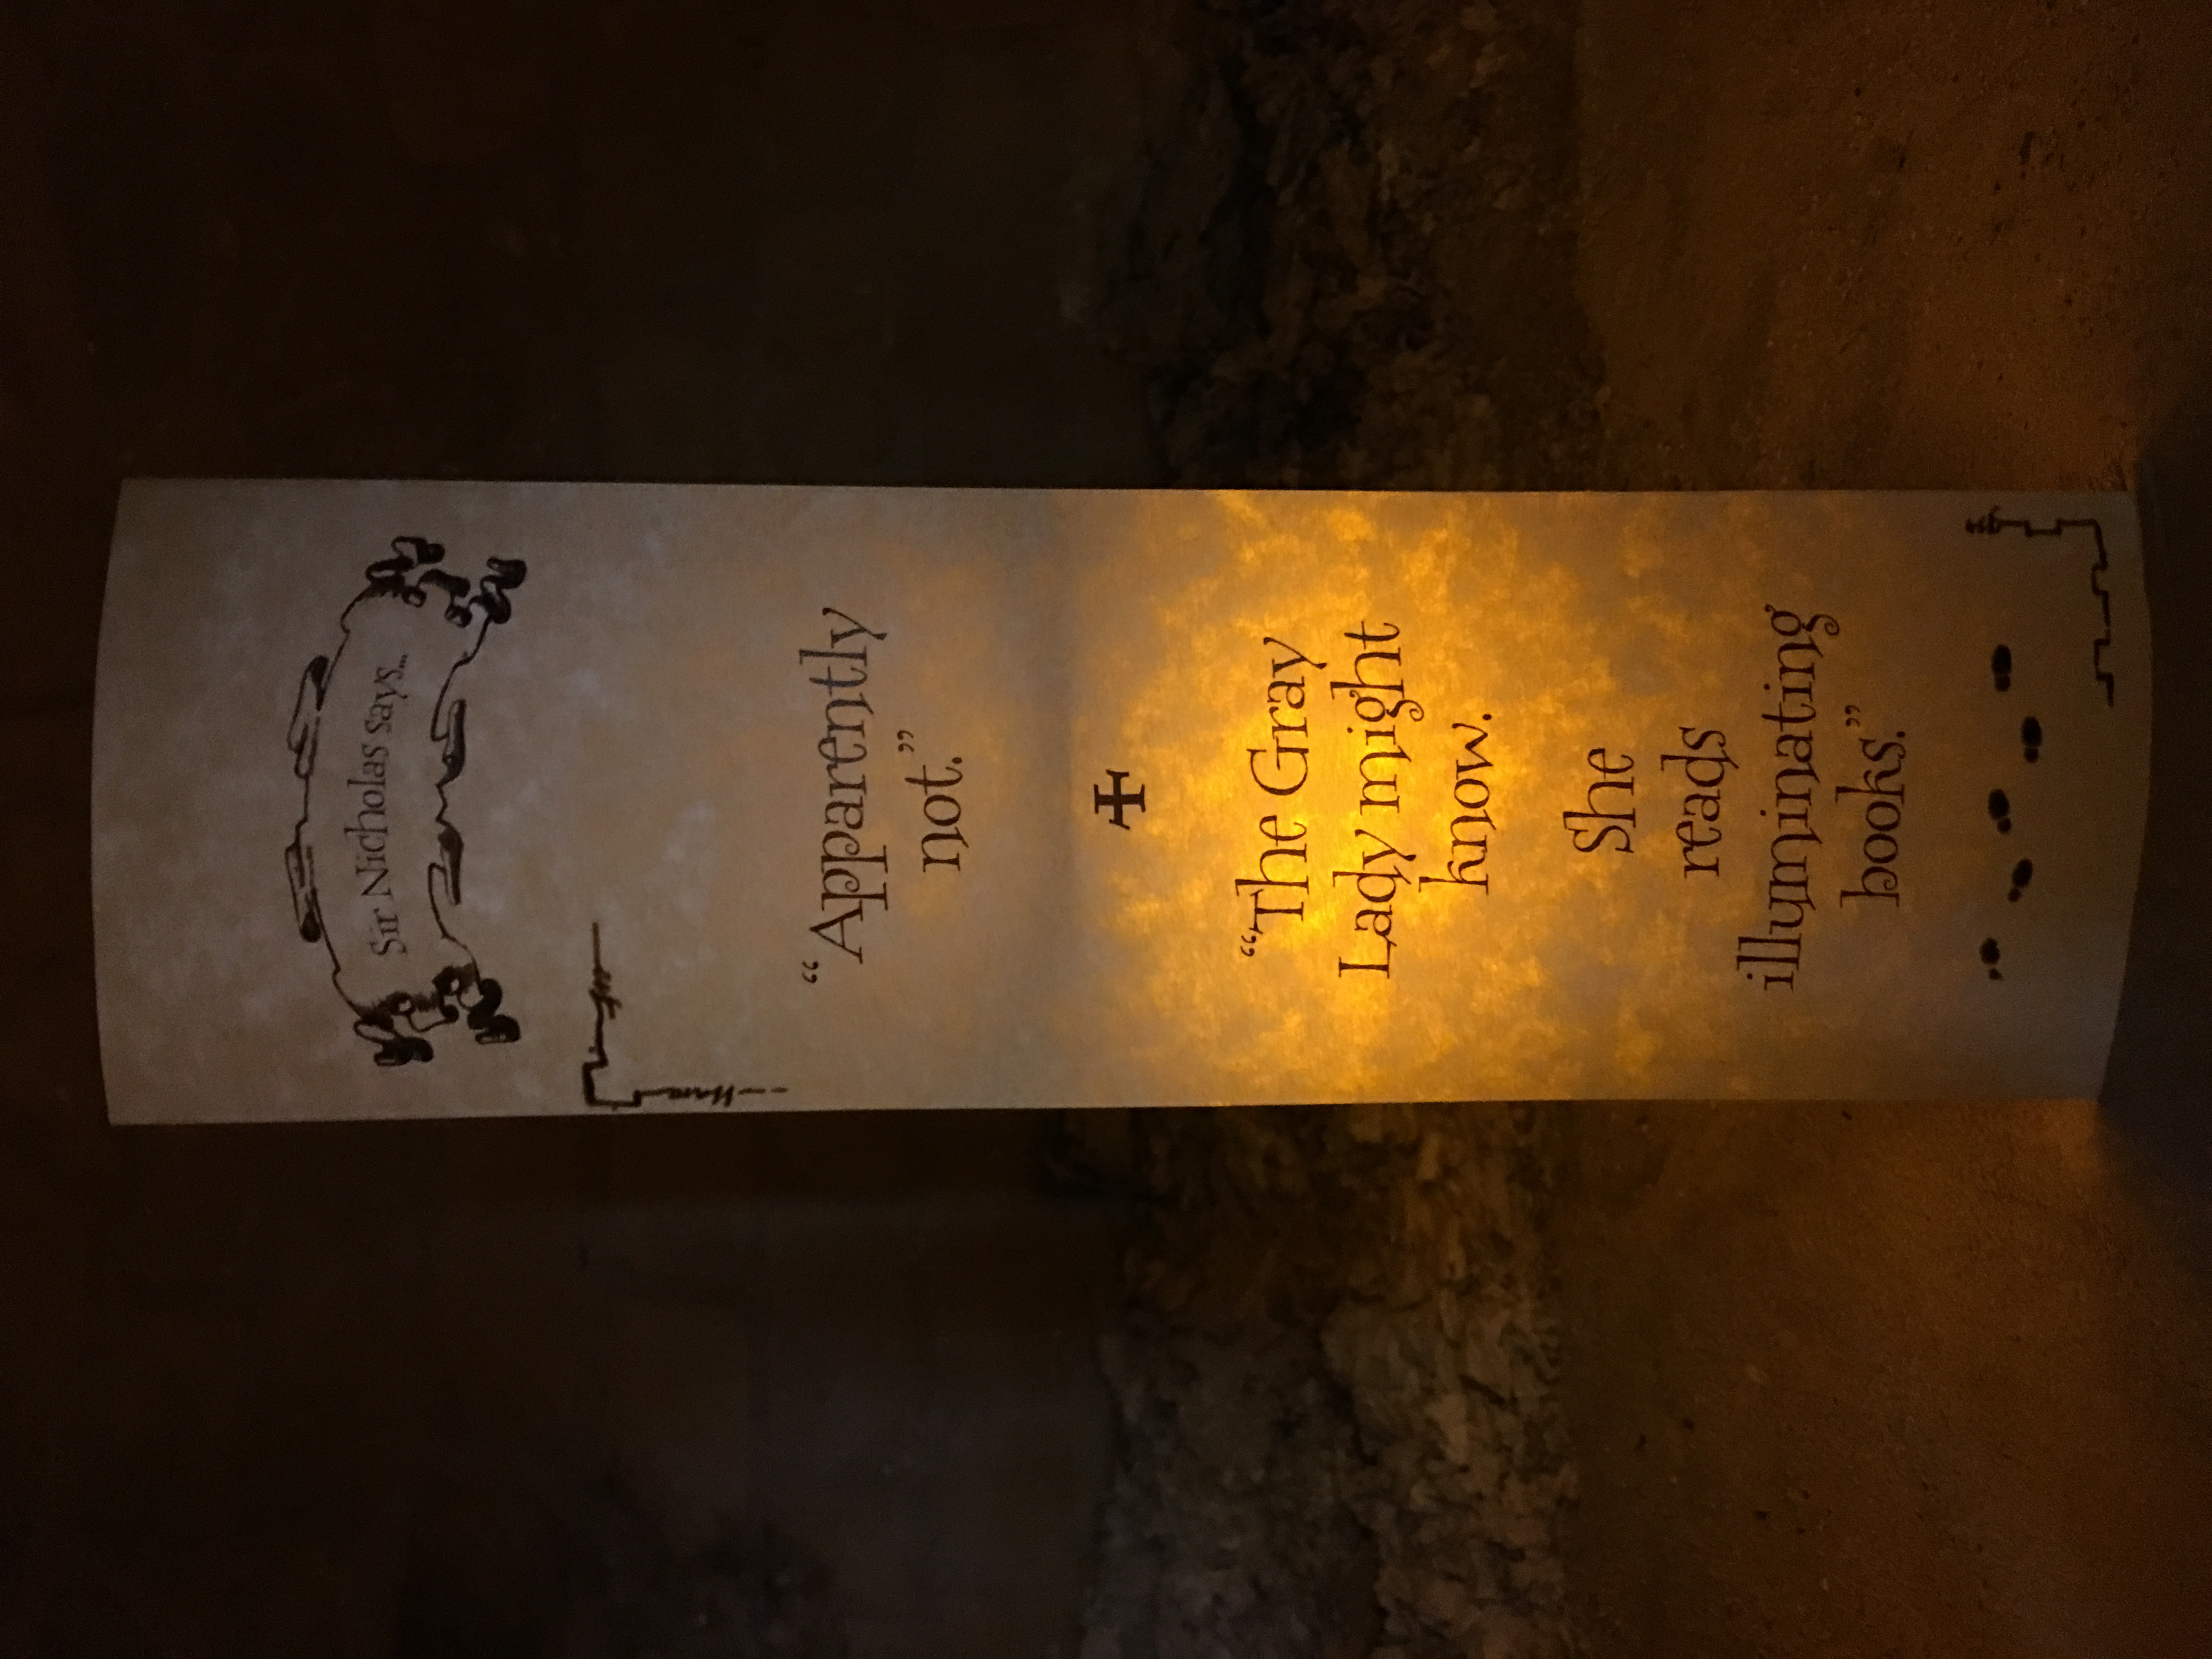 Sir Nicholas says...
“Apparently
not.”
“The Gray
Lady might
know.
She
reads
illuminating
books.”